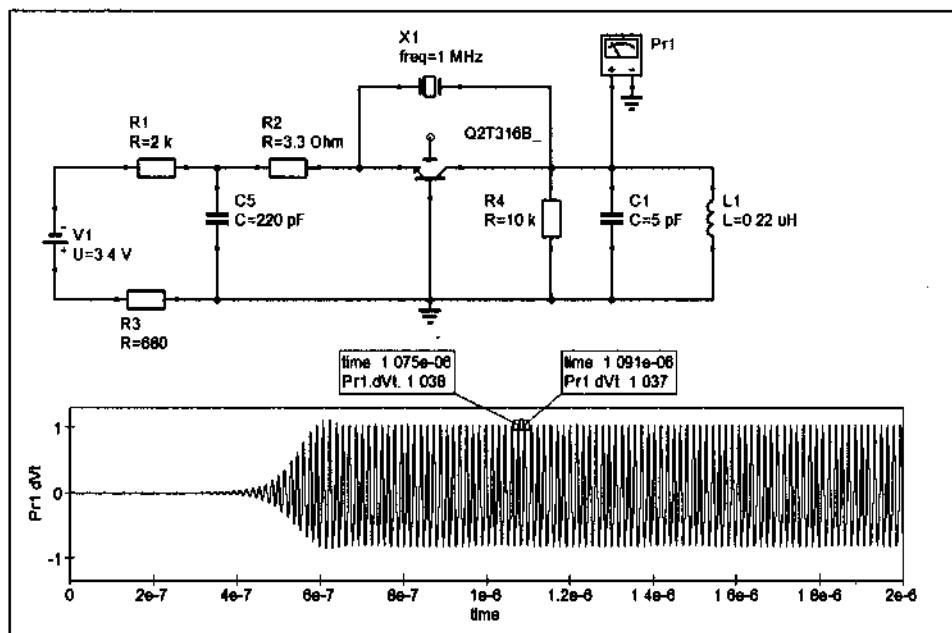 X1
freq=1 MHz
Pr1
R1
R=2 k
R2
R=3.3 Ohm
Q2T316B_
C5
C=220 pF
R4
R=10 k
C1
C=5 pF
L1
L=0 22 uH
V1
U=3 4 V
R3
R=680
time 1 075e-06
Pr1.dVt. 1 038
time 1 091e-06
Pr1 dVt 1 037
Pr1 dVt
1
0
-1
0
2e-7
4e-7
6e-7
8e-7
1e-6
1.2e-6
1.4e-6
1 6e-6
1 8e-6
2e-6
time